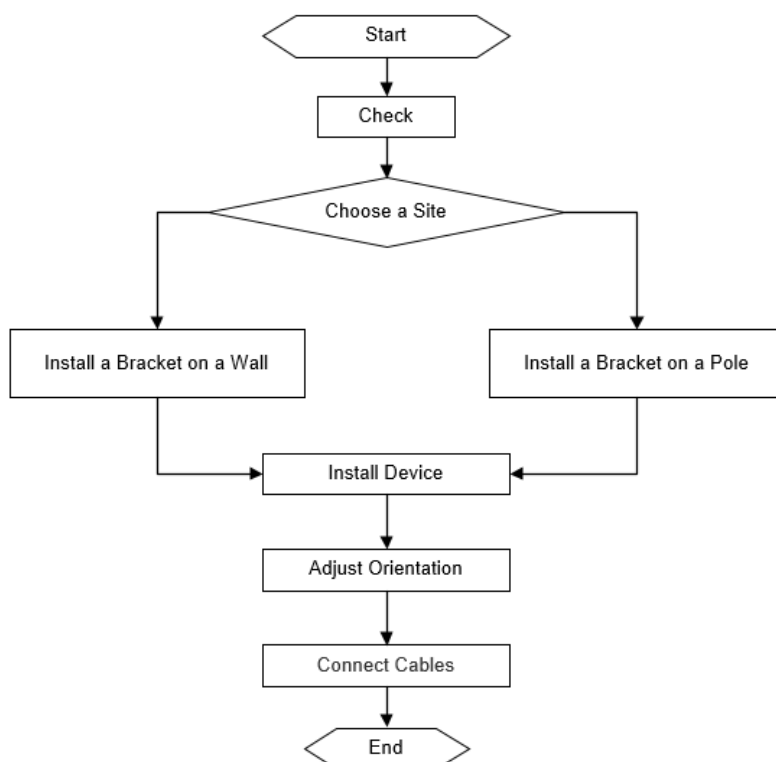 Start
Check
Choose a Site
Install a Bracket on a Wall
Install a Bracket on a Pole
Install Device
Adjust Orientation
Connect Cables
End